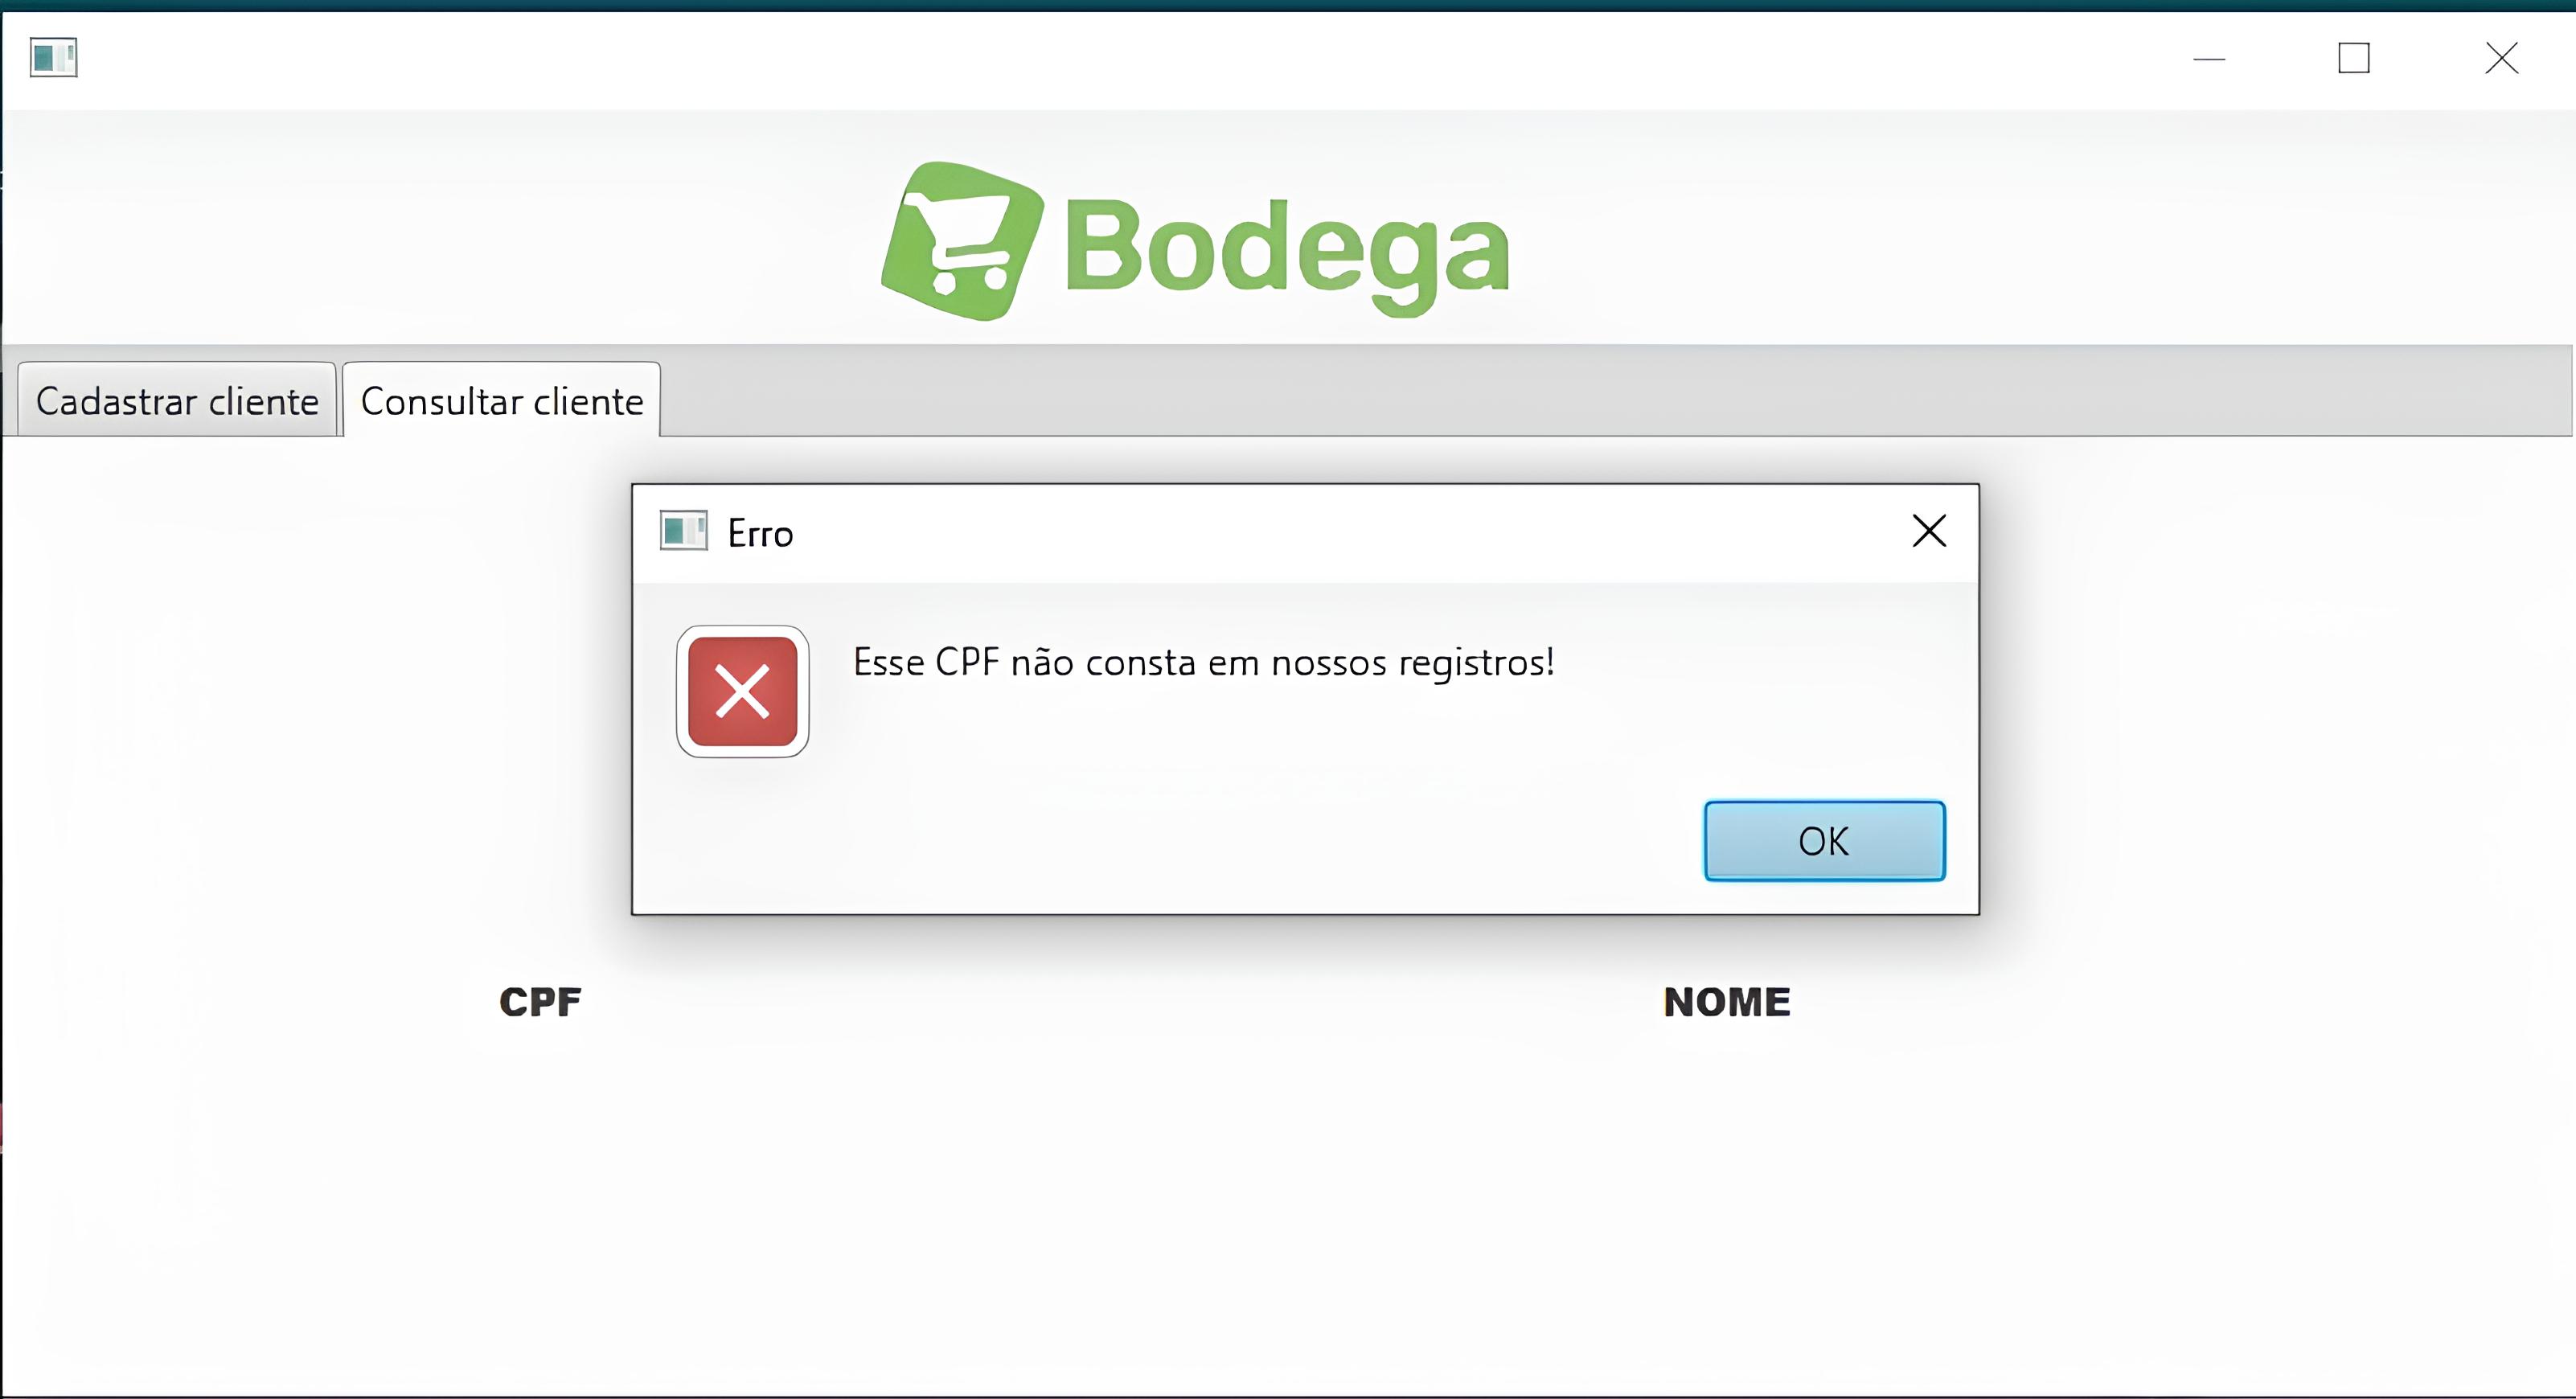 Bodega
Cadastrar cliente
Consultar cliente
Erro
Esse CPF não consta em nossos registros!
OK
CPF
NOME